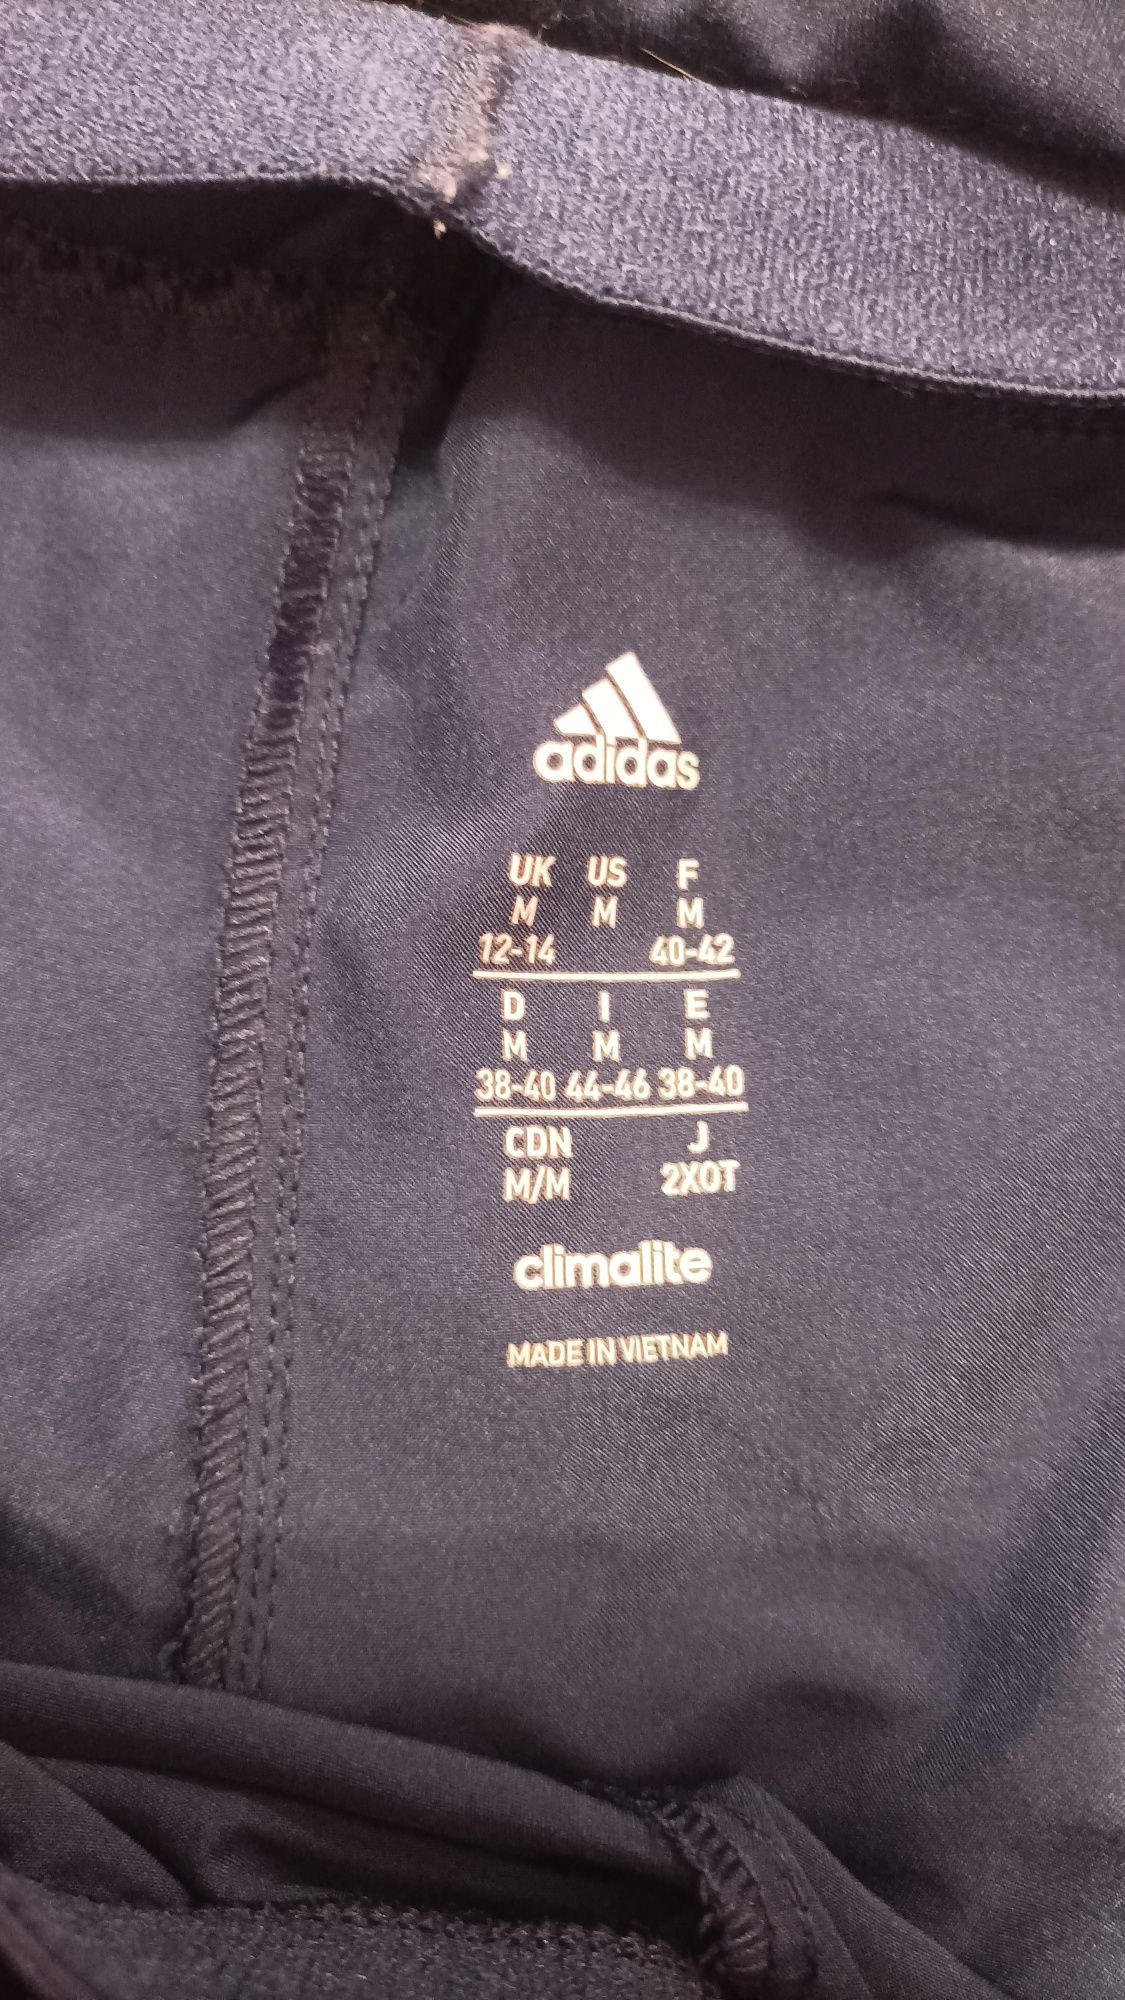 adidas
UK US F
M M M
12-14 40-42
D I E
M M M
38-40 44-46 38-40
CDN J
M/M 2XOT
climalite
MADE IN VIETNAM